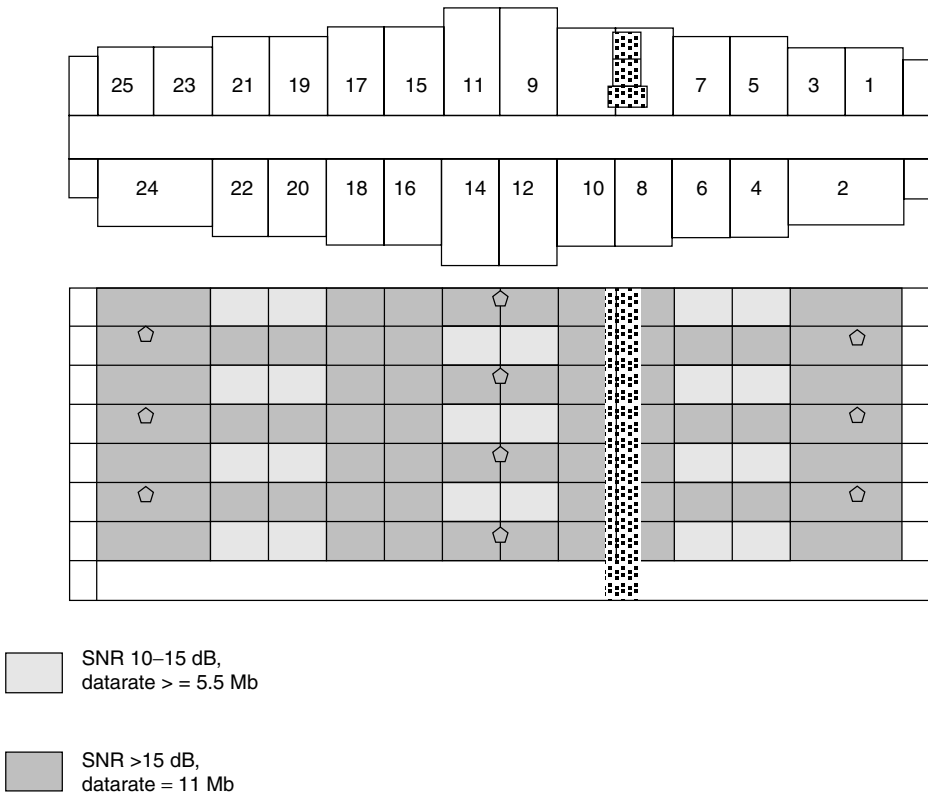 25 23 21 19 17 15 11 9 7 5 3 1
24 22 20 18 16 14 12 10 8 6 4 2
SNR 10–15 dB,
datarate > = 5.5 Mb
SNR >15 dB,
datarate = 11 Mb